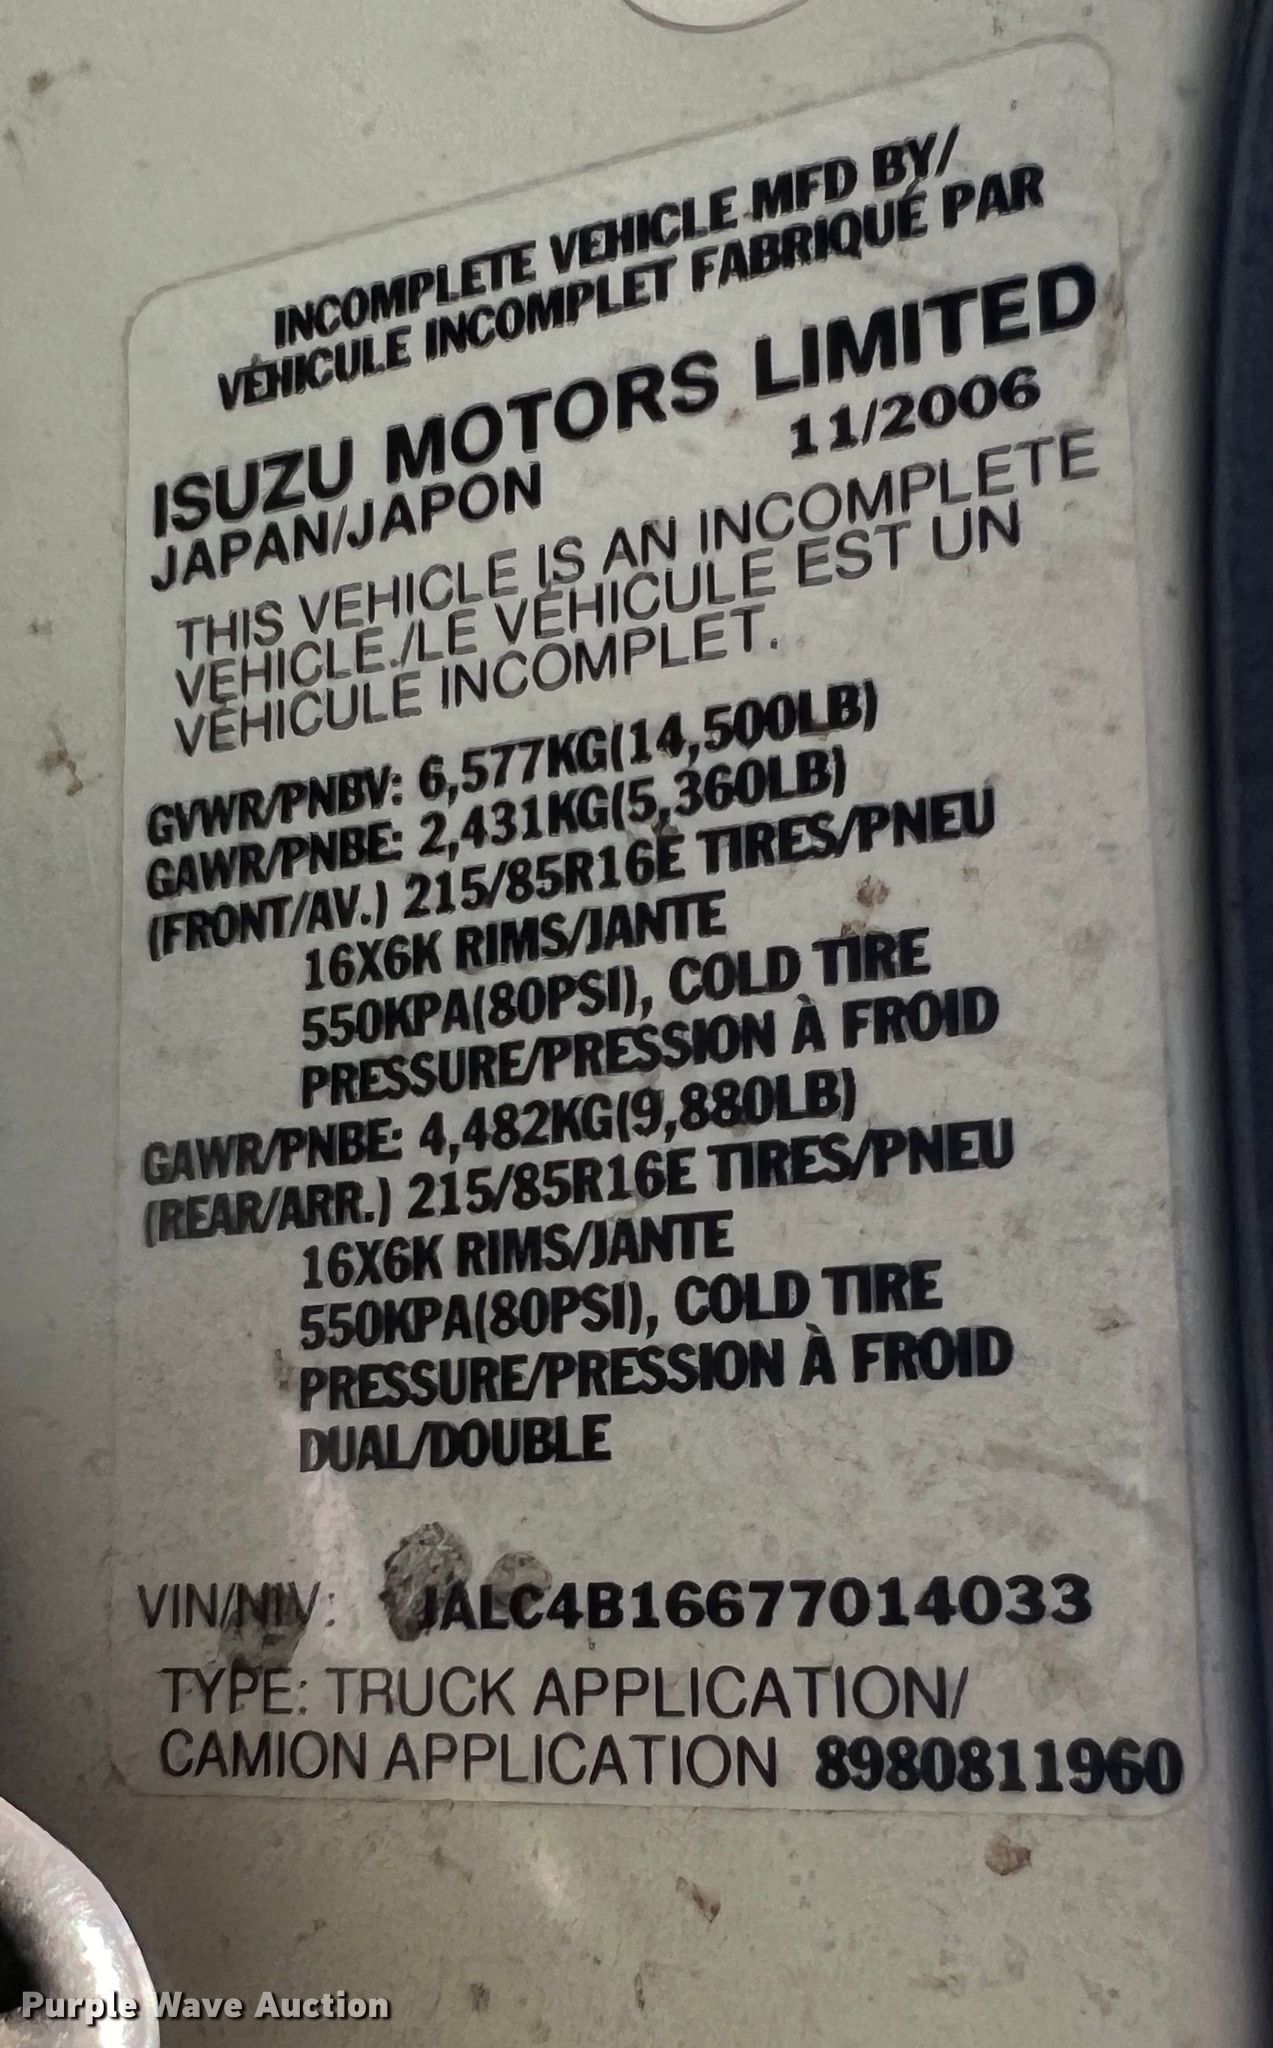 INCOMPLETE VEHICLE MFD BY/
VÉHICULE INCOMPLET FABRIQUÉ PAR
ISUZU MOTORS LIMITED
JAPAN/JAPON 11/2006
THIS VEHICLE IS AN INCOMPLETE
VEHICLE./LE VÉHICULE EST UN
VÉHICULE INCOMPLET.
GVWR/PNBV: 6,577KG(14,500LB)
GAWR/PNBE: 2,431KG(5,360LB)
(FRONT/AV.) 215/85R16E TIRES/PNEU
16X6K RIMS/JANTE
550KPA(80PSI), COLD TIRE
PRESSURE/PRESSION À FROID
GAWR/PNBE: 4,482KG(9,880LB)
(REAR/ARR.) 215/85R16E TIRES/PNEU
16X6K RIMS/JANTE
550KPA(80PSI), COLD TIRE
PRESSURE/PRESSION À FROID
DUAL/DOUBLE
VIN/NIV: JALC4B16677014033
TYPE: TRUCK APPLICATION/
CAMION APPLICATION 8980811960
Purple Wave Auction